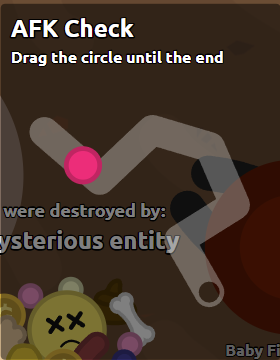 AFK Check
Drag the circle until the end
were destroyed by:
ysterious entity
Baby Fi